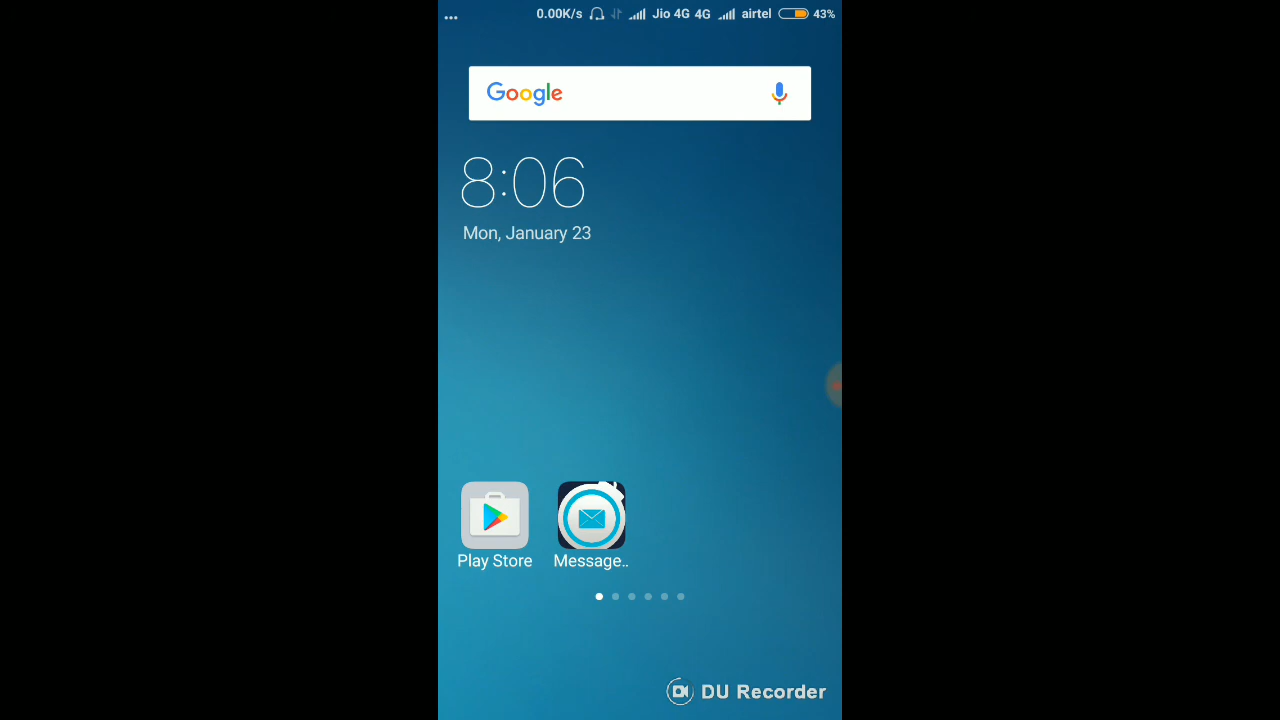 ... 0.00K/s Jio 4G 4G airtel 43%
Google
8:06
Mon, January 23
Play Store Message..
DU Recorder